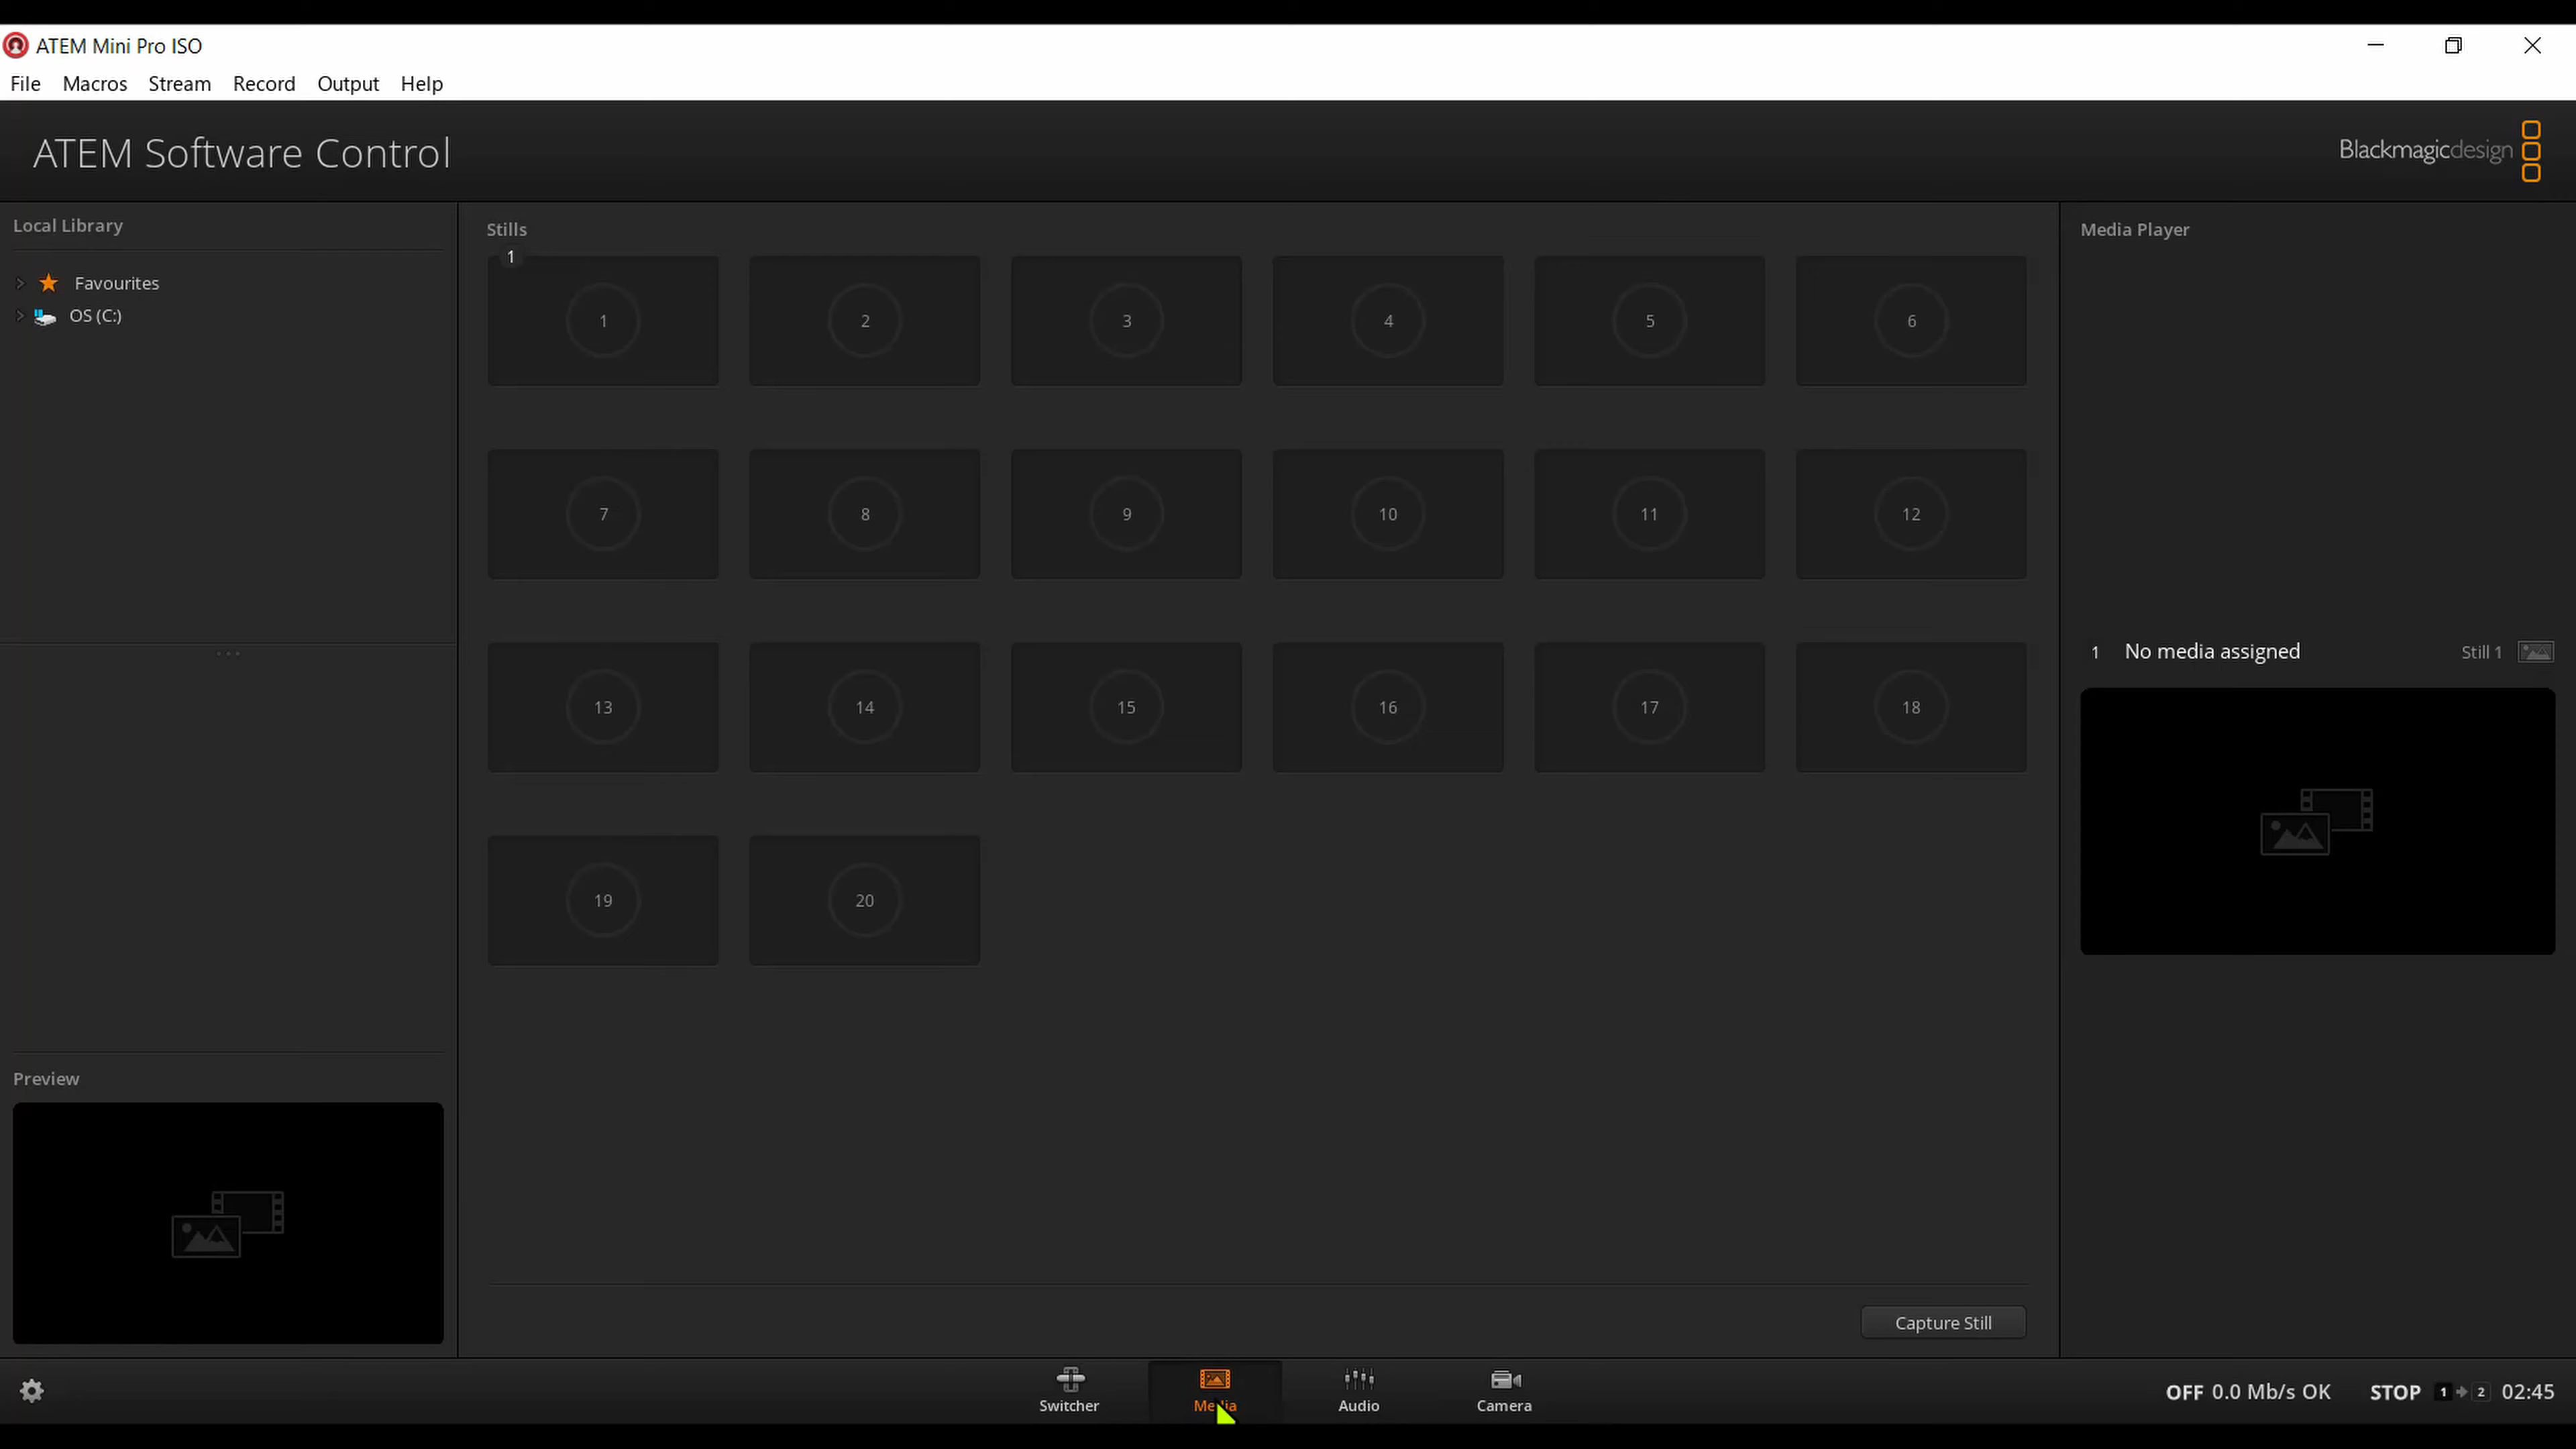 ATEM Mini Pro ISO
File Macros Stream Record Output Help
ATEM Software Control
Blackmagicdesign
Local Library
Favourites
OS (C:)
Preview
Stills
1
1 2 3 4 5 6
7 8 9 10 11 12
13 14 15 16 17 18
19 20
Capture Still
Media Player
1 No media assigned Still 1
Switcher Media Audio Camera
OFF 0.0 Mb/s OK STOP 1 2 02:45